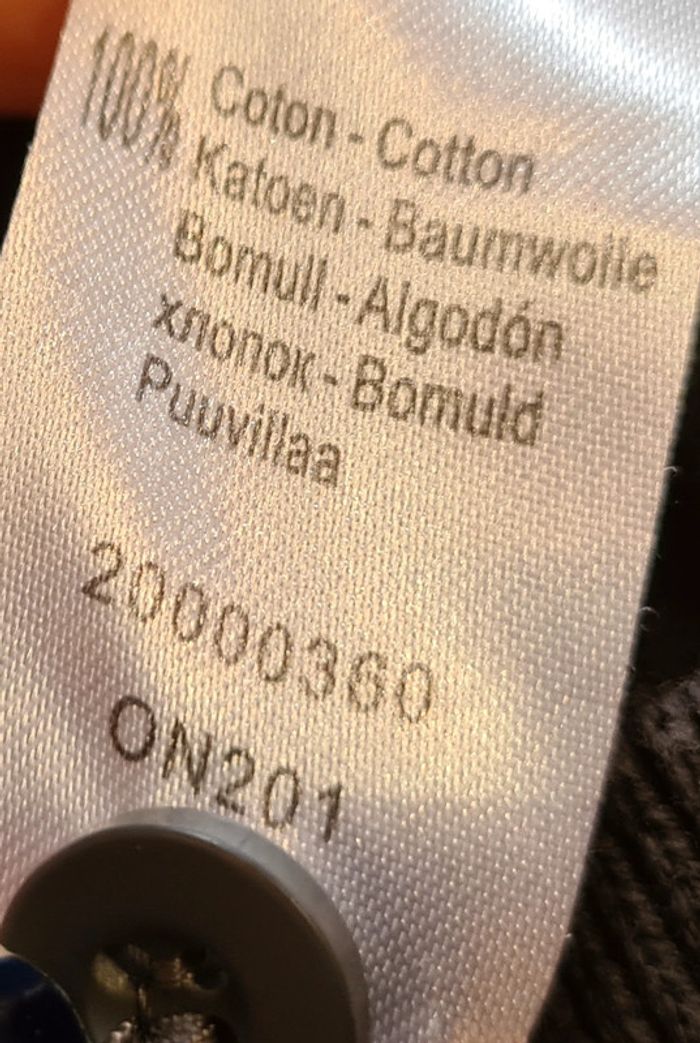 100% Coton - Cotton
Katoen - Baumwolle
Bomull - Algodón
хлопок - Bomuld
Puuvillaa
20000360
ON201